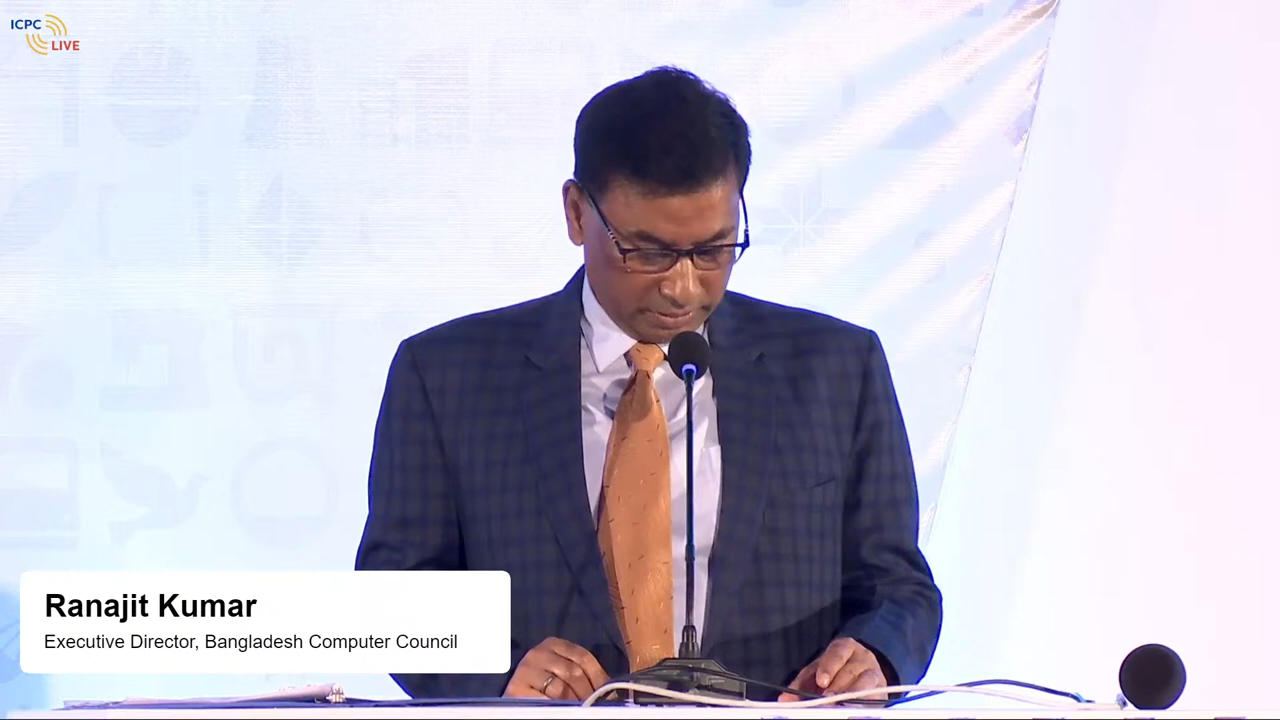 ICPC
LIVE
Ranajit Kumar
Executive Director, Bangladesh Computer Council